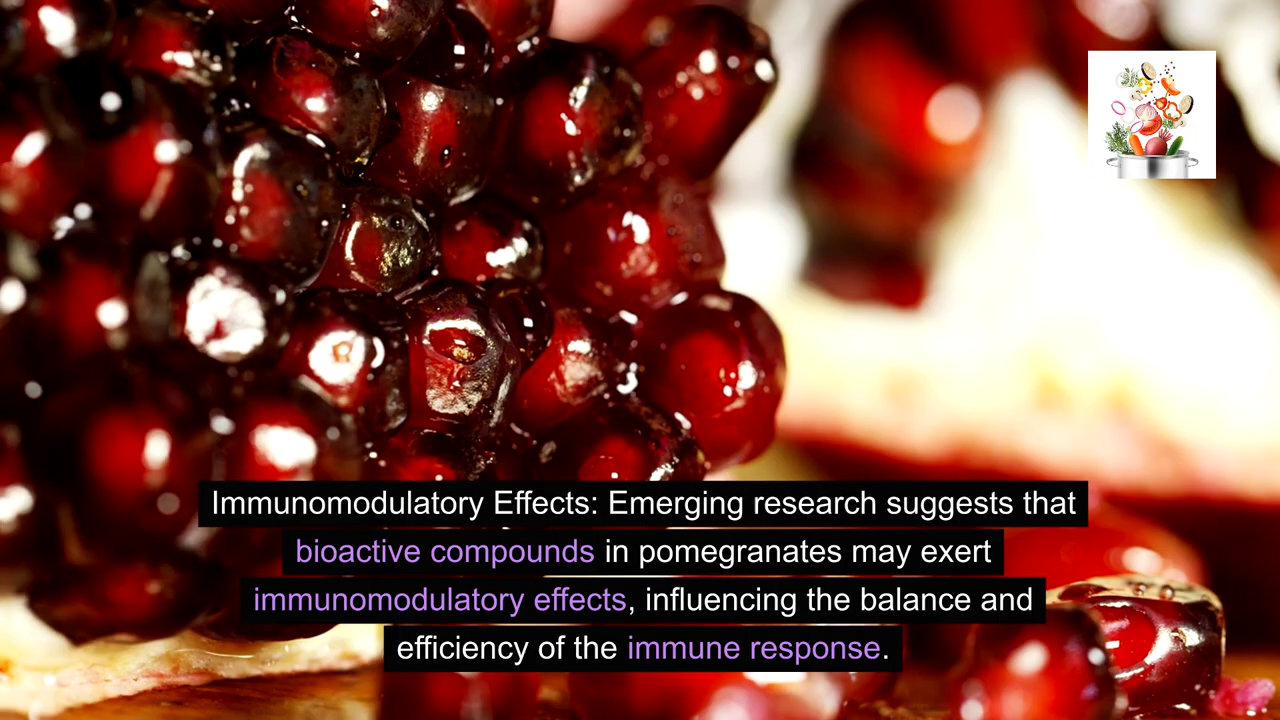 Immunomodulatory Effects: Emerging research suggests that
bioactive compounds in pomegranates may exert
immunomodulatory effects, influencing the balance and
efficiency of the immune response.